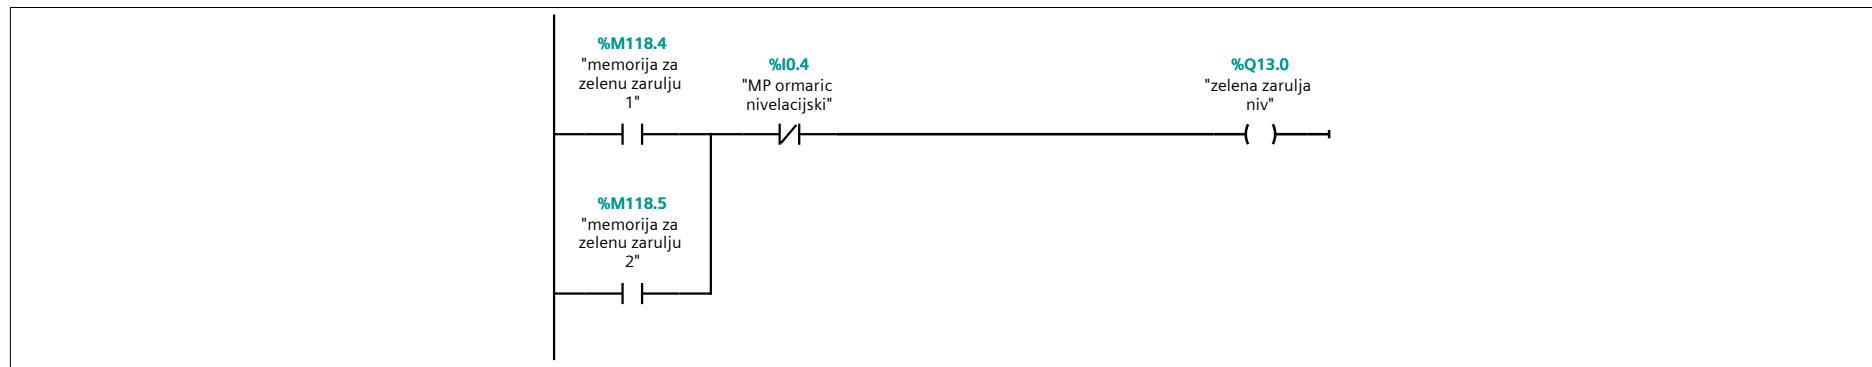 %M118.4
"memorija za
zelenu zarulju
1"
%I0.4
"MP ormaric
nivelacijski"
%Q13.0
"zelena zarulja
niv"
%M118.5
"memorija za
zelenu zarulju
2"